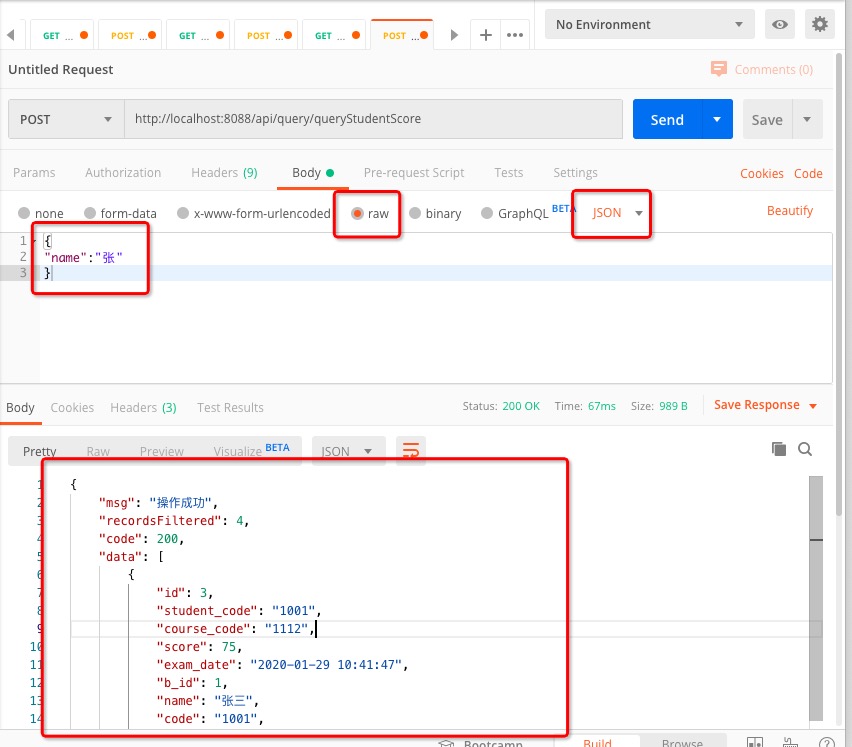 GET ... POST ... GET ... POST ... GET ... POST ... No Environment
Untitled Request Comments (0)
POST http://localhost:8088/api/query/queryStudentScore Send Save
Params Authorization Headers (9) Body Pre-request Script Tests Settings Cookies Code
none form-data x-www-form-urlencoded raw binary GraphQL BETA JSON Beautify
1 {
2 "name":"张"
3 }
Body Cookies Headers (3) Test Results Status: 200 OK Time: 67ms Size: 989 B Save Response
Pretty Raw Preview Visualize BETA JSON
1 {
2 "msg": "操作成功",
3 "recordsFiltered": 4,
4 "code": 200,
5 "data": [
6 {
7 "id": 3,
8 "student_code": "1001",
9 "course_code": "1112",
10 "score": 75,
11 "exam_date": "2020-01-29 10:41:47",
12 "b_id": 1,
13 "name": "张三",
14 "code": "1001",
Bootcamp Build Browse